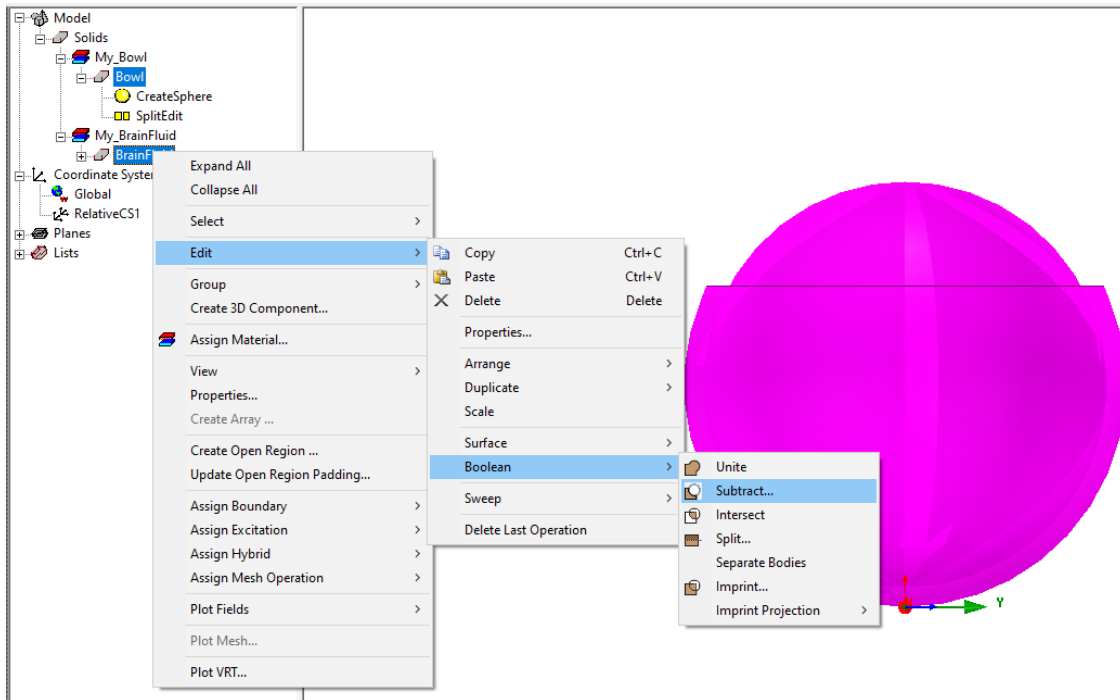 Model
Solids
My_Bowl
Bowl
CreateSphere
SplitEdit
My_BrainFluid
Coordinate
Global
RelativeCS1
Planes
Lists
Expand All
Collapse All
Select
Edit
Group
Create 3D Component...
Assign Material...
View
Properties...
Create Array ...
Create Open Region ...
Update Open Region Padding...
Assign Boundary
Assign Excitation
Assign Hybrid
Assign Mesh Operation
Plot Fields
Plot Mesh...
Plot VRT...
Copy Ctrl+C
Paste Ctrl+V
Delete Delete
Properties...
Arrange
Duplicate
Scale
Surface
Boolean
Sweep
Delete Last Operation
Unite
Subtract...
Intersect
Split...
Separate Bodies
Imprint...
Imprint Projection
Y